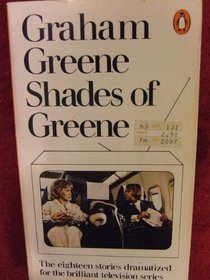 Graham
Greene
Shades of
Greene
The eighteen stories dramatized
for the brilliant television series